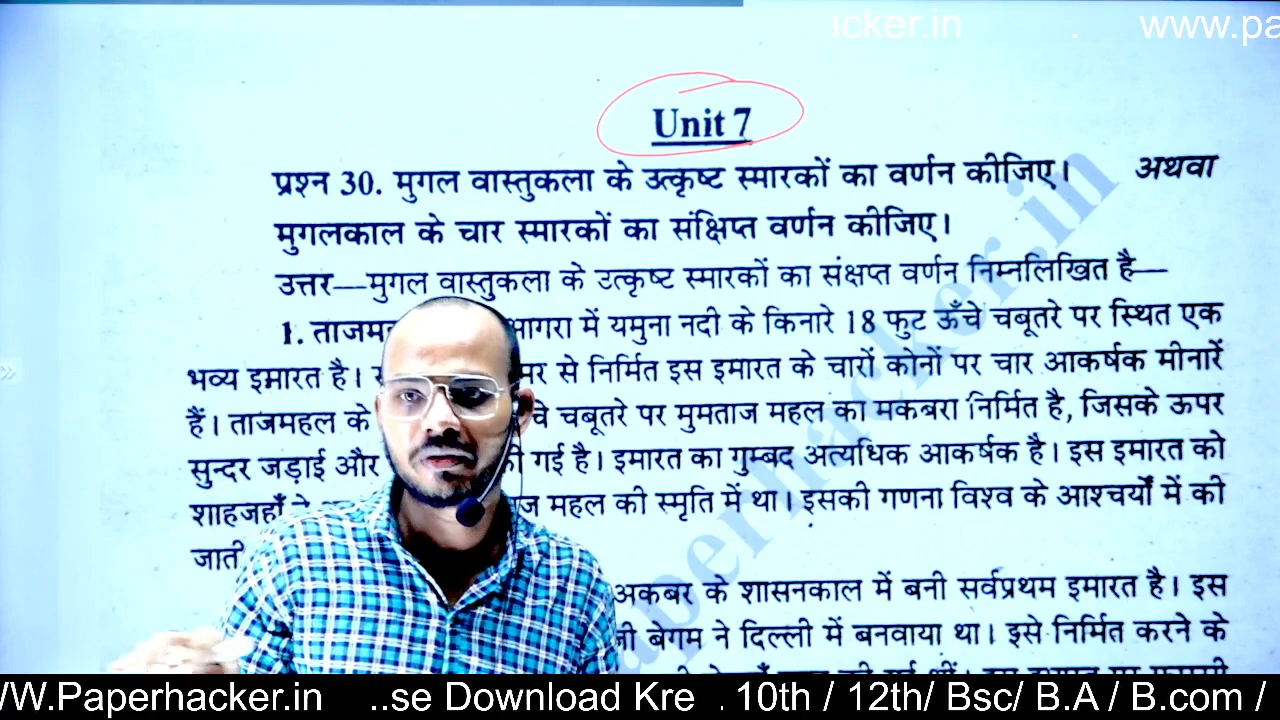 cker.in . www.pa
Unit 7
प्रश्न 30. मुगल वास्तुकला के उत्कृष्ट स्मारकों का वर्णन कीजिए। अथवा
मुगलकाल के चार स्मारकों का संक्षिप्त वर्णन कीजिए।
उत्तर—मुगल वास्तुकला के उत्कृष्ट स्मारकों का संक्षप्त वर्णन निम्नलिखित है—
1. ताजम आगरा में यमुना नदी के किनारे 18 फुट ऊँचे चबूतरे पर स्थित एक
भव्य इमारत है। मर से निर्मित इस इमारत के चारों कोनों पर चार आकर्षक मीनारें
हैं। ताजमहल के चे चबूतरे पर मुमताज महल का मकबरा निर्मित है, जिसके ऊपर
सुन्दर जड़ाई और की गई है। इमारत का गुम्बद अत्यधिक आकर्षक है। इस इमारत को
शाहजहाँ ज महल की स्मृति में था। इसकी गणना विश्व के आश्चर्यों में की
जाती
अकबर के शासनकाल में बनी सर्वप्रथम इमारत है। इस
जी बेगम ने दिल्ली में बनवाया था। इसे निर्मित करने के
paperhacker.in
WW.Paperhacker.in ..se Download Kre . 10th / 12th/ Bsc/ B.A / B.com /